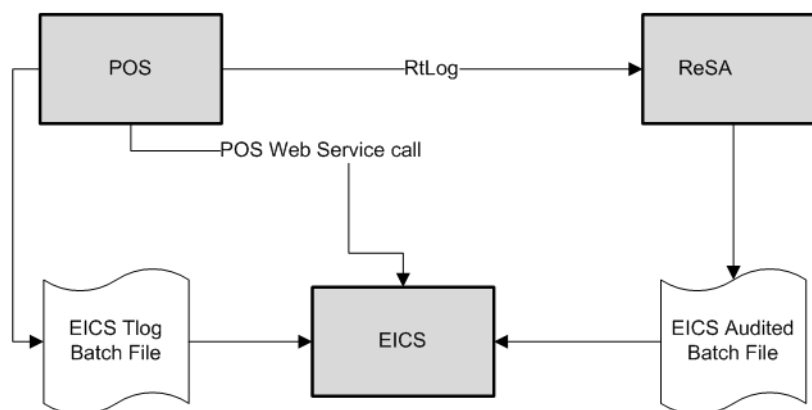 POS
RtLog
ReSA
POS Web Service call
EICS Tlog
Batch File
EICS
EICS Audited
Batch File